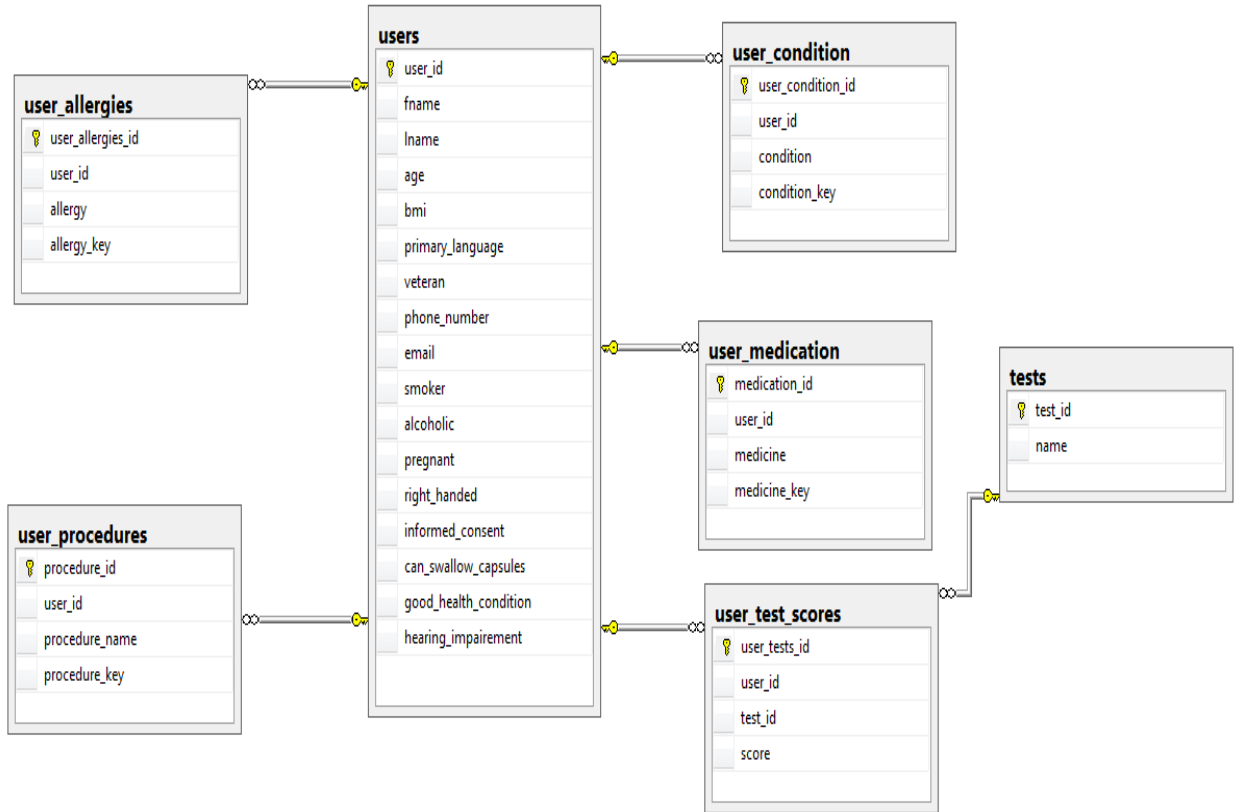 users
user_id
fname
lname
age
bmi
primary_language
veteran
phone_number
email
smoker
alcoholic
pregnant
right_handed
informed_consent
can_swallow_capsules
good_health_condition
hearing_impairement
user_allergies
user_allergies_id
user_id
allergy
allergy_key
user_procedures
procedure_id
user_id
procedure_name
procedure_key
user_condition
user_condition_id
user_id
condition
condition_key
user_medication
medication_id
user_id
medicine
medicine_key
tests
test_id
name
user_test_scores
user_tests_id
user_id
test_id
score